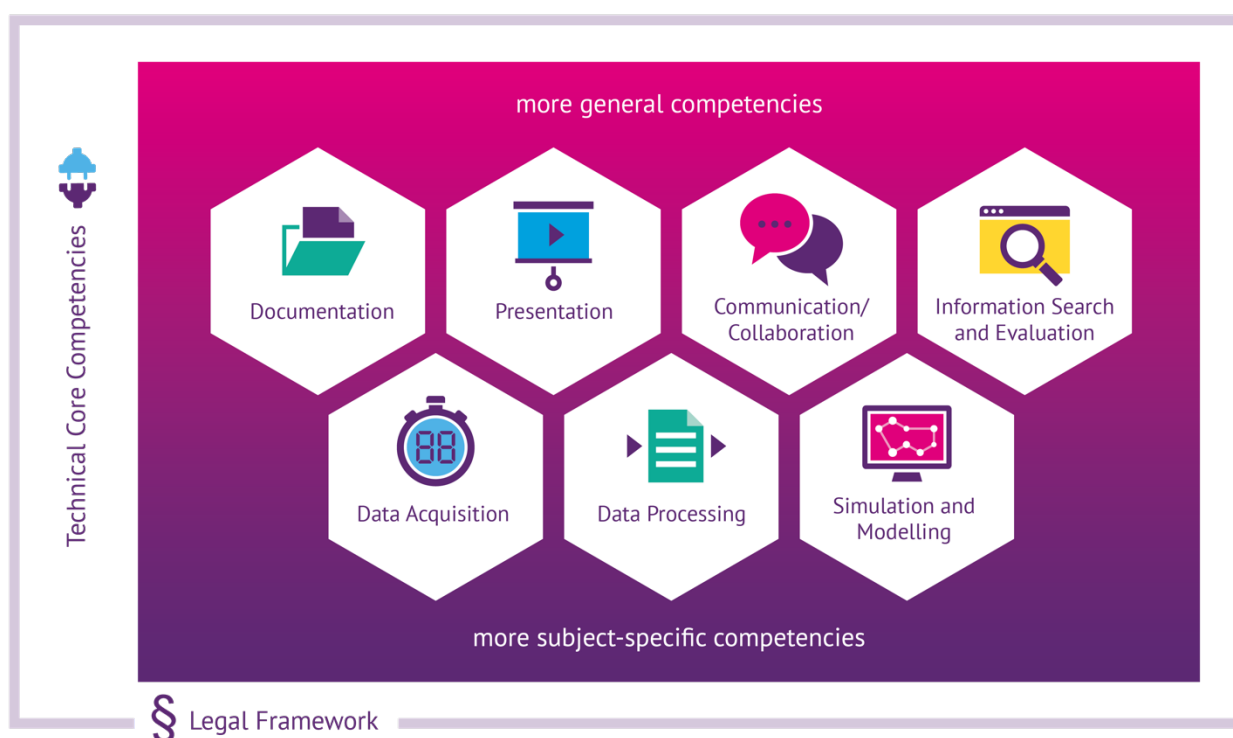 more general competencies
Technical Core Competencies
Documentation
Presentation
Communication/
Collaboration
Information Search
and Evaluation
88
Data Acquisition
Data Processing
Simulation and
Modelling
more subject-specific competencies
§ Legal Framework